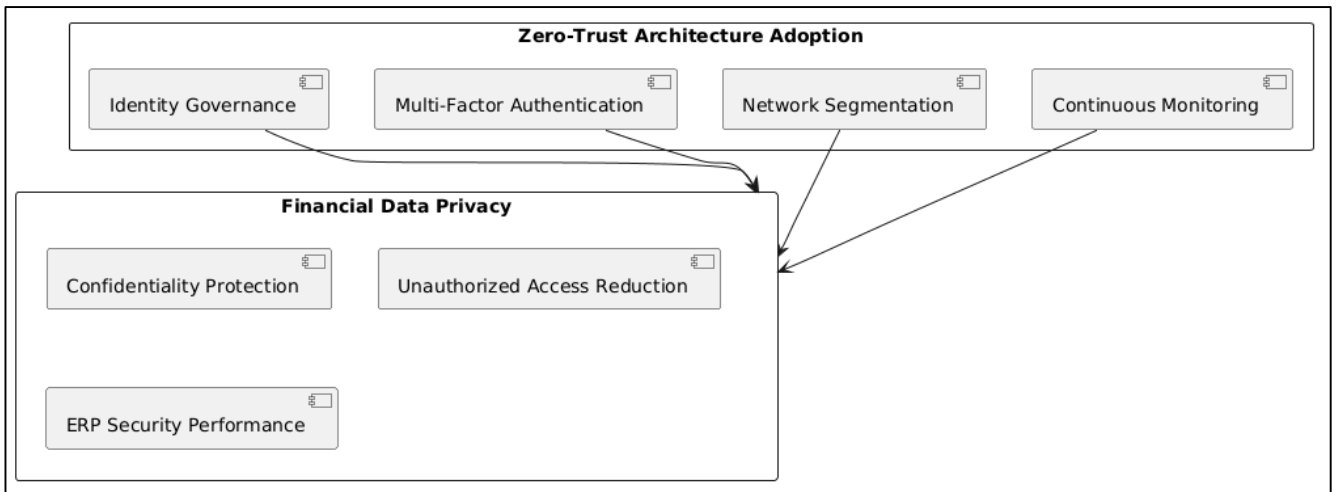 Zero-Trust Architecture Adoption
Identity Governance
Multi-Factor Authentication
Network Segmentation
Continuous Monitoring
Financial Data Privacy
Confidentiality Protection
Unauthorized Access Reduction
ERP Security Performance